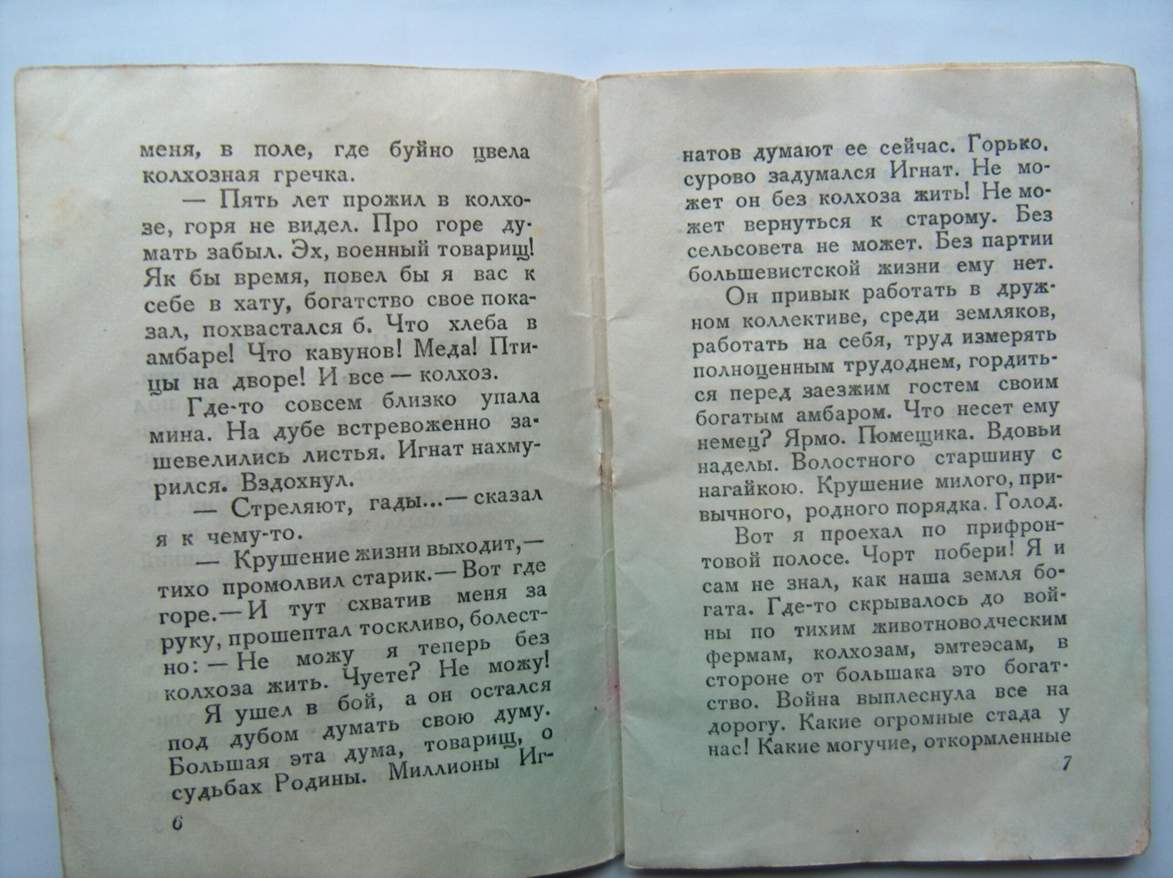 меня, в поле, где буйно цвела
колхозная гречка.
— Пять лет прожил в колхо-
зе, горя не видел. Про горе ду-
мать забыл. Эх, военный товарищ!
Як бы время, повел бы я вас к
себе в хату, богатство свое пока-
зал, похвастался б. Что хлеба в
амбаре! Что кавунов! Меда! Пти-
цы на дворе! И все — колхоз.
Где-то совсем близко упала
мина. На дубе встревоженно за-
шевелились листья. Игнат нахму-
рился. Вздохнул.
— Стреляют, гады...— сказал
я к чему-то.
— Крушение жизни выходит,—
тихо промолвил старик.— Вот где
горе.— И тут схватив меня за
руку, прошептал тоскливо, болест-
но: — Не можу я теперь без
колхоза жить. Чуете? Не можу!
Я ушел в бой, а он остался
под дубом думать свою думу.
Большая эта дума, товарищ, о
судьбах Родины. Миллионы Иг-
6
натов думают ее сейчас. Горько,
сурово задумался Игнат. Не мо-
жет он без колхоза жить! Не мо-
жет вернуться к старому. Без
сельсовета не может. Без партии
большевистской жизни ему нет.
Он привык работать в друж-
ном коллективе, среди земляков,
работать на себя, труд измерять
полноценным трудоднем, гордить-
ся перед заезжим гостем своим
богатым амбаром. Что несет ему
немец? Ярмо. Помещика. Вдовьи
наделы. Волостного старшину с
нагайкою. Крушение милого, при-
вычного, родного порядка. Голод.
Вот я проехал по прифрон-
товой полосе. Чорт побери! Я и
сам не знал, как наша земля бо-
гата. Где-то скрывалось до вой-
ны по тихим животноводческим
фермам, колхозам, эмтеэсам, в
стороне от большака это богат-
ство. Война выплеснула все на
дорогу. Какие огромные стада у
нас! Какие могучие, откормленные
7